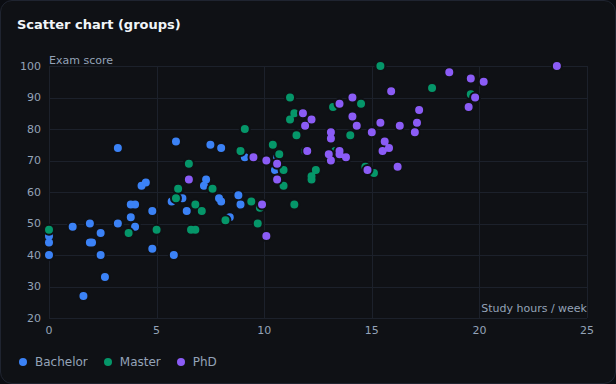 Scatter chart (groups)
Exam score
100
90
80
70
60
50
40
30
20
Study hours / week
0 5 10 15 20 25
Bachelor Master PhD